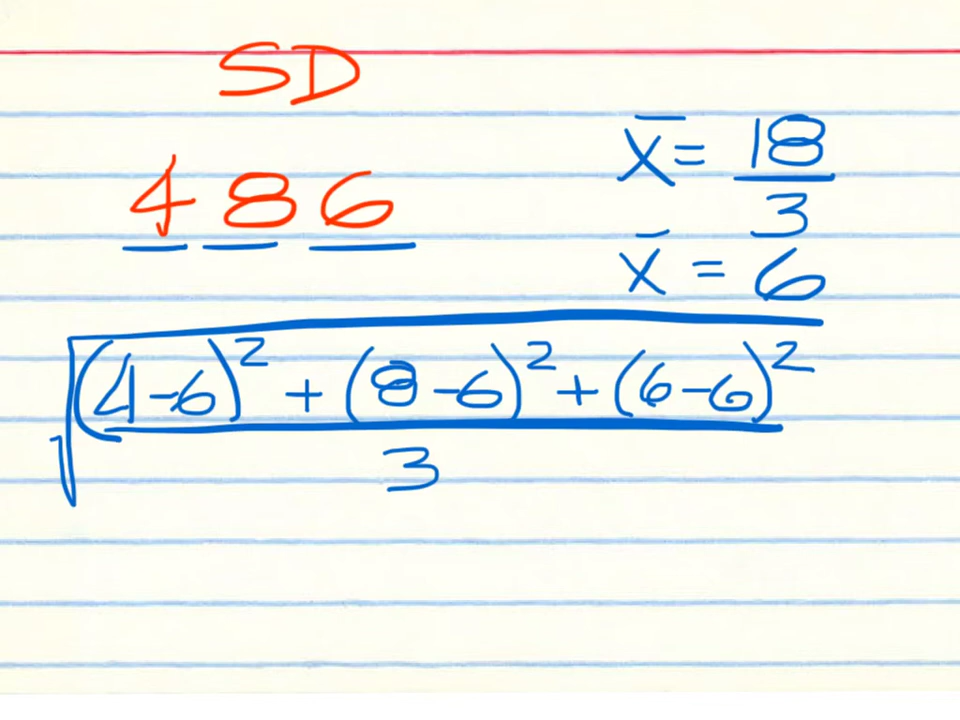 SD
4 8 6
x̄ = 18/3
x̄ = 6
√((4-6)² + (8-6)² + (6-6)²)/3